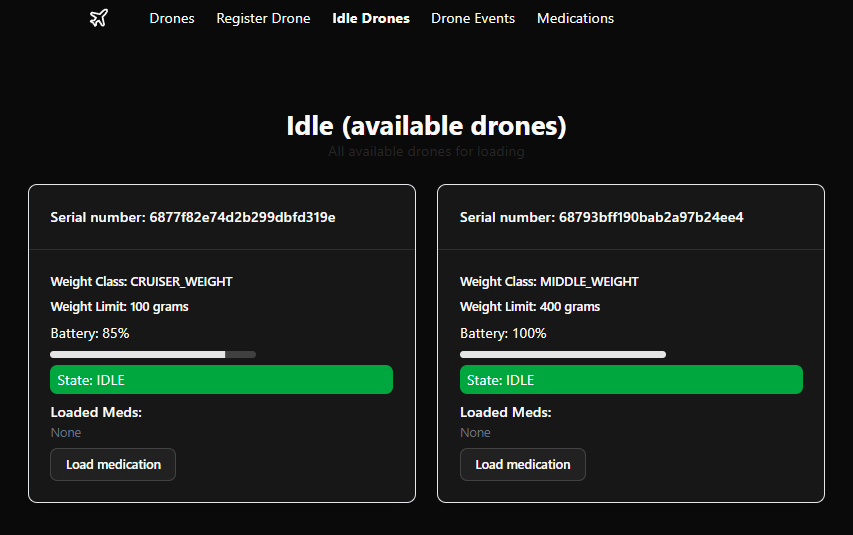 Drones Register Drone Idle Drones Drone Events Medications
Idle (available drones)
All available drones for loading
Serial number: 6877f82e74d2b299dbfd319e
Weight Class: CRUISER_WEIGHT
Weight Limit: 100 grams
Battery: 85%
State: IDLE
Loaded Meds:
None
Load medication
Serial number: 68793bff190bab2a97b24ee4
Weight Class: MIDDLE_WEIGHT
Weight Limit: 400 grams
Battery: 100%
State: IDLE
Loaded Meds:
None
Load medication